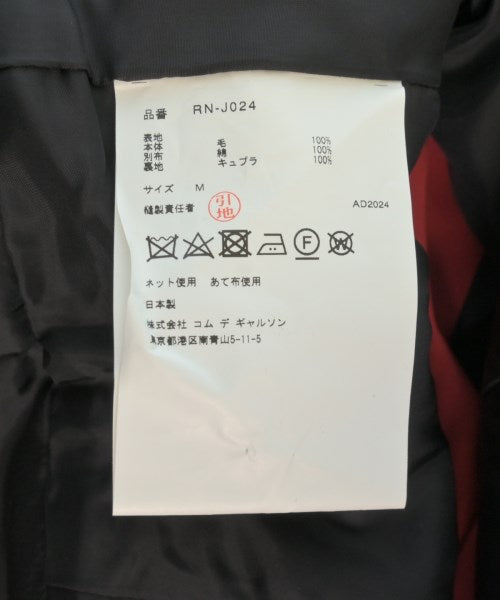 品番 RN-J024
表地
本体 毛 100%
別布 綿 100%
裏地 キュプラ 100%
サイズ M
縫製責任者 引地 AD2024
F W
ネット使用 あて布使用
日本製
株式会社 コム デ ギャルソン
東京都港区南青山5-11-5